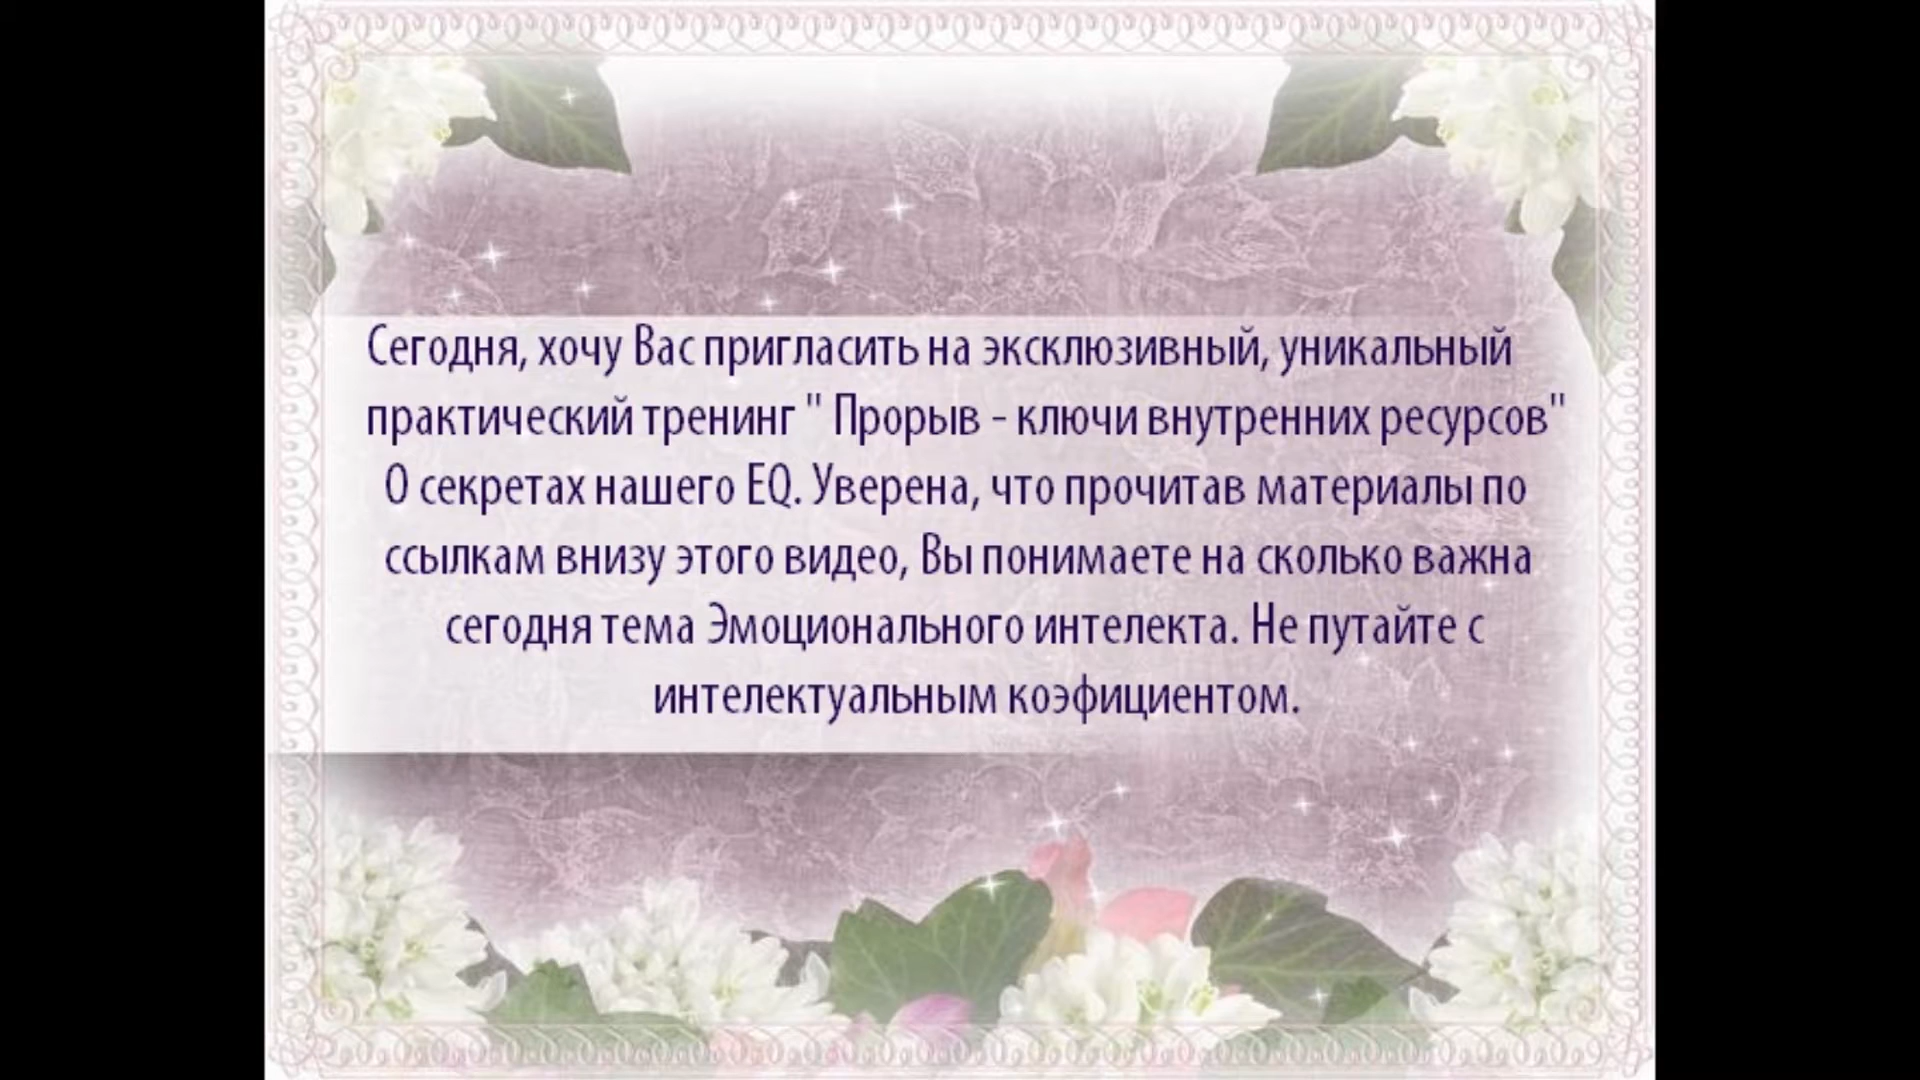 Сегодня, хочу Вас пригласить на эксклюзивный, уникальный
практический тренинг " Прорыв - ключи внутренних ресурсов"
О секретах нашего EQ. Уверена, что прочитав материалы по
ссылкам внизу этого видео, Вы понимаете на сколько важна
сегодня тема Эмоционального интелекта. Не путайте с
интелектуальным коэфициентом.